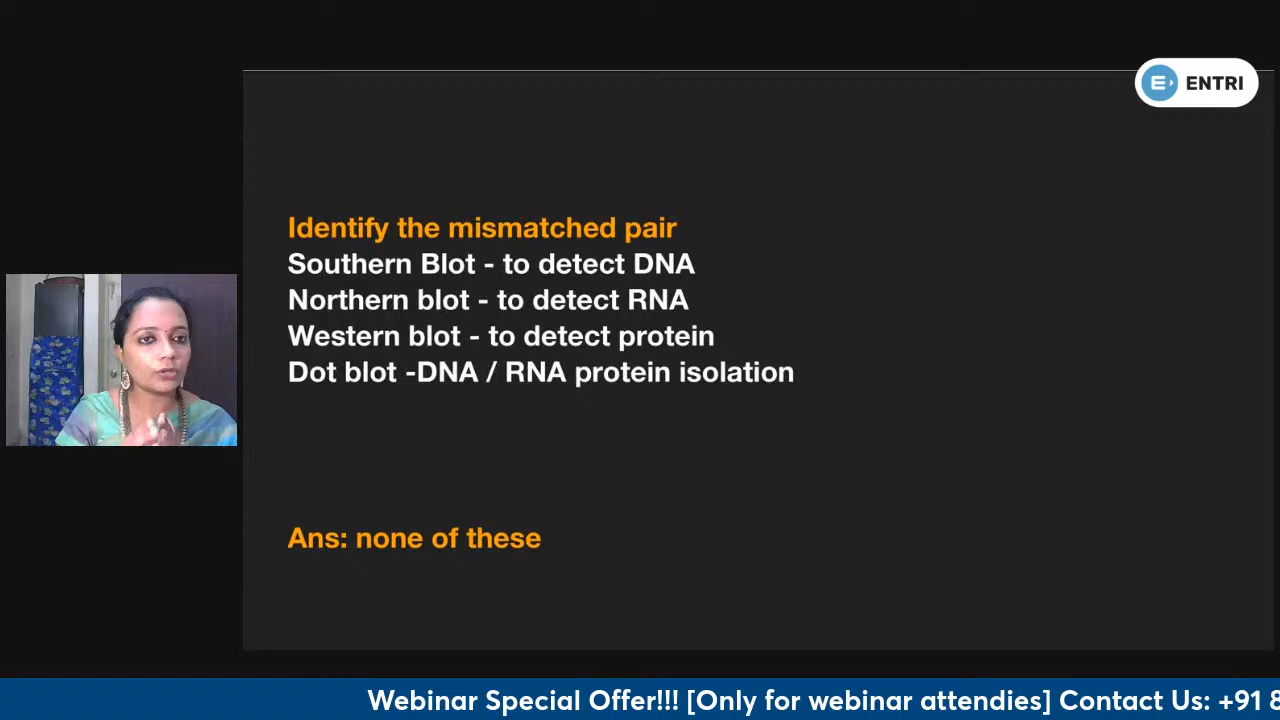 ENTRI
Identify the mismatched pair
Southern Blot - to detect DNA
Northern blot - to detect RNA
Western blot - to detect protein
Dot blot -DNA / RNA protein isolation
Ans: none of these
Webinar Special Offer!!! [Only for webinar attendies] Contact Us: +91 8